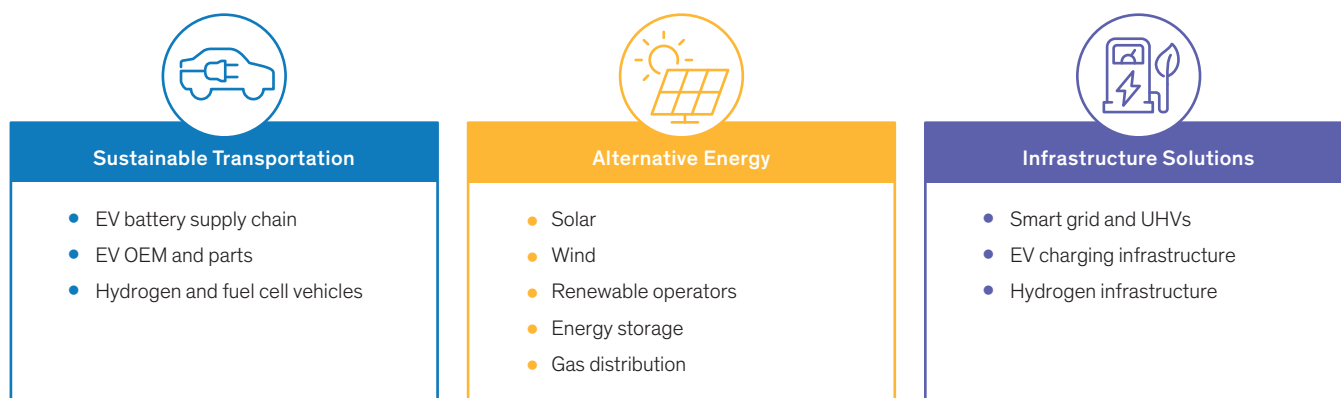 Sustainable Transportation
EV battery supply chain
EV OEM and parts
Hydrogen and fuel cell vehicles
Alternative Energy
Solar
Wind
Renewable operators
Energy storage
Gas distribution
Infrastructure Solutions
Smart grid and UHVs
EV charging infrastructure
Hydrogen infrastructure